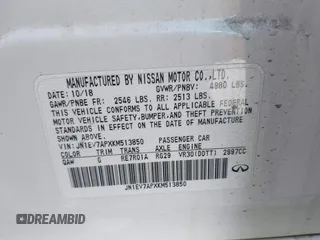 MANUFACTURED BY NISSAN MOTOR CO.,LTD.
10/18 GVWR/PNBV: 4980 LBS.
GAWR/PNBE FR: 2546 LBS. RR: 2513 LBS.
THIS VEHICLE CONFORMS TO ALL APPLICABLE FEDERAL
MOTOR VEHICLE SAFETY, BUMPER, AND THEFT PREVENTION
STANDARDS IN EFFECT ON THE DATE OF MANUFACTURE
SHOWN ABOVE.
VIN: JN1EV7APXKM513850 PASSENGER CAR
COLOR TRIM TRANS AXLE ENGINE
QAW G RE7R01A RG29 VR30(DDTT) 2997CC
JN1EV7APXKM513850
AUTOBIDMASTER